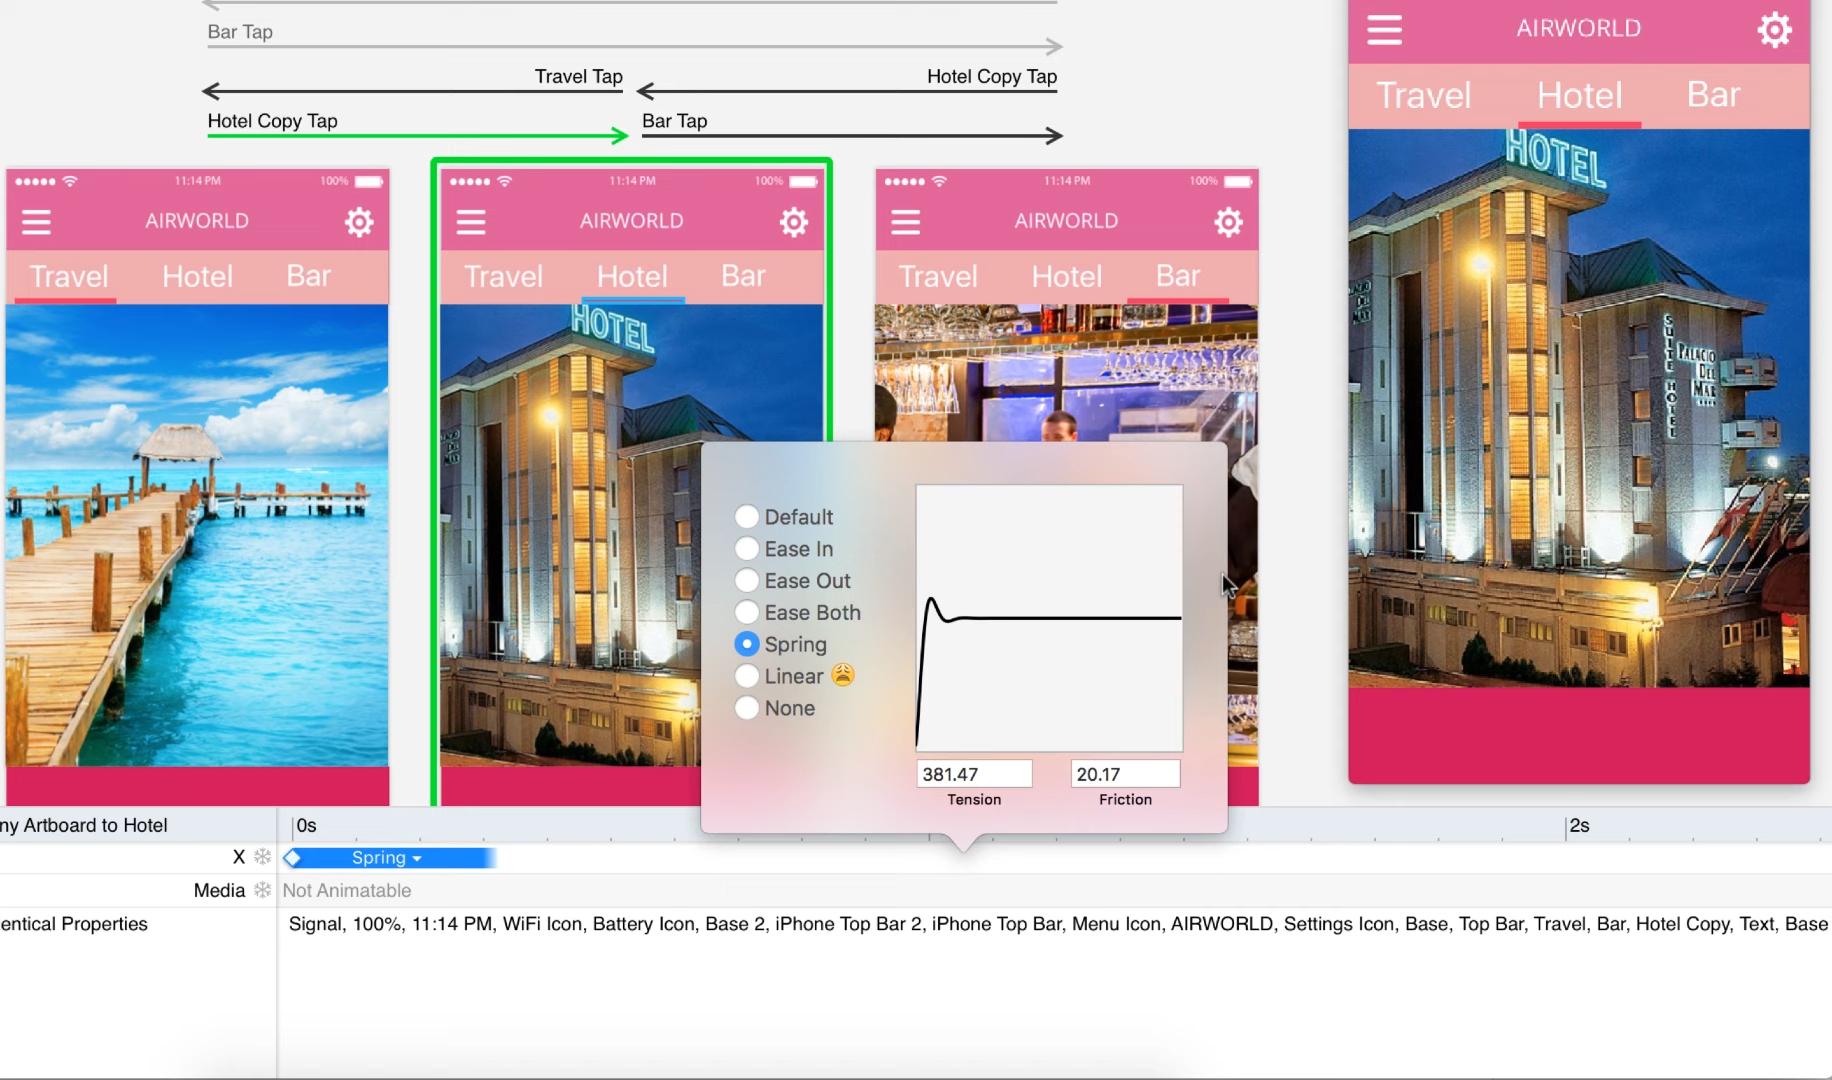 Bar Tap
Travel Tap
Hotel Copy Tap
Hotel Copy Tap
Bar Tap
11:14 PM 100%
AIRWORLD
Travel Hotel Bar
11:14 PM 100%
AIRWORLD
Travel Hotel Bar
HOTEL
11:14 PM 100%
AIRWORLD
Travel Hotel Bar
AIRWORLD
Travel Hotel Bar
HOTEL
SUITE HOTEL
PALACIO
DEL
MAR
Default
Ease In
Ease Out
Ease Both
Spring
Linear 😩
None
381.47
Tension
20.17
Friction
ny Artboard to Hotel
0s
2s
X
Spring
Media
Not Animatable
entical Properties
Signal, 100%, 11:14 PM, WiFi Icon, Battery Icon, Base 2, iPhone Top Bar 2, iPhone Top Bar, Menu Icon, AIRWORLD, Settings Icon, Base, Top Bar, Travel, Bar, Hotel Copy, Text, Base